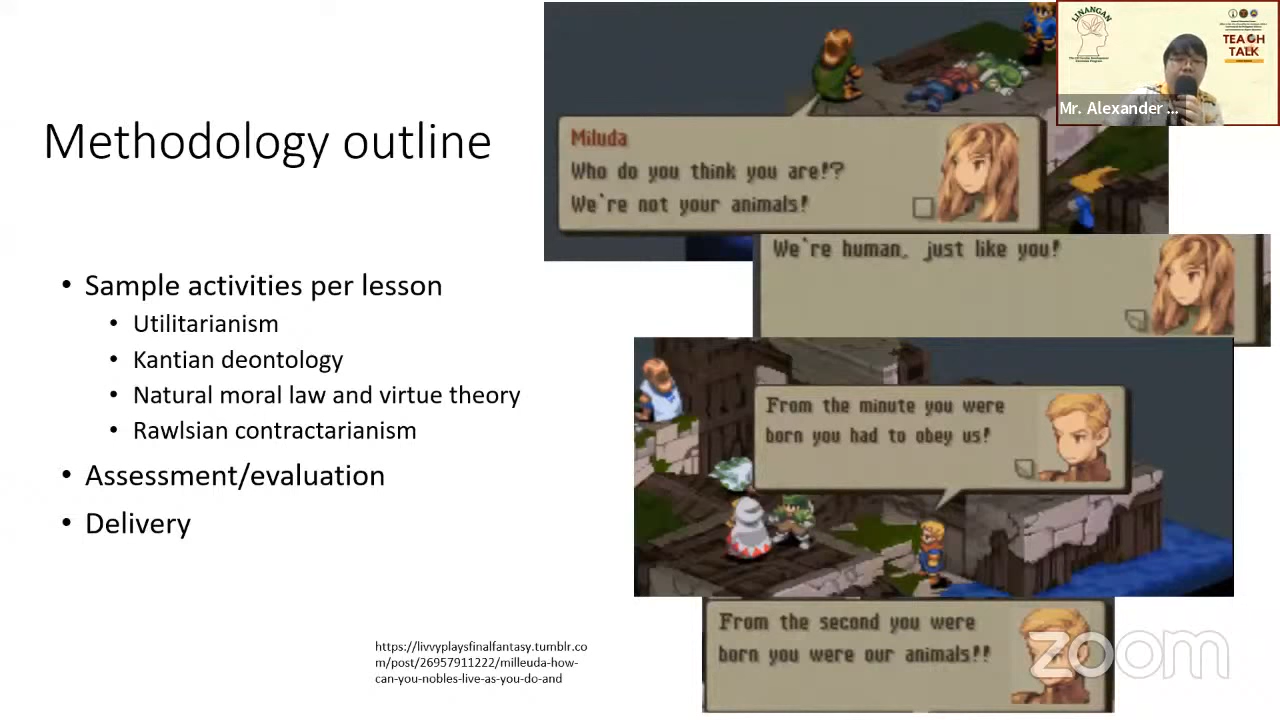 Methodology outline
• Sample activities per lesson
• Utilitarianism
• Kantian deontology
• Natural moral law and virtue theory
• Rawlsian contractarianism
• Assessment/evaluation
• Delivery
https://livvyplaysfinalfantasy.tumblr.co
m/post/26957911222/milleuda-how-
can-you-nobles-live-as-you-do-and
Miluda
Who do you think you are!?
We're not your animals!
We're human, just like you!
From the minute you were
born you had to obey us!
From the second you were
born you were our animals!!
LINANGAN
TEACH
TALK
Mr. Alexander ...
zoom